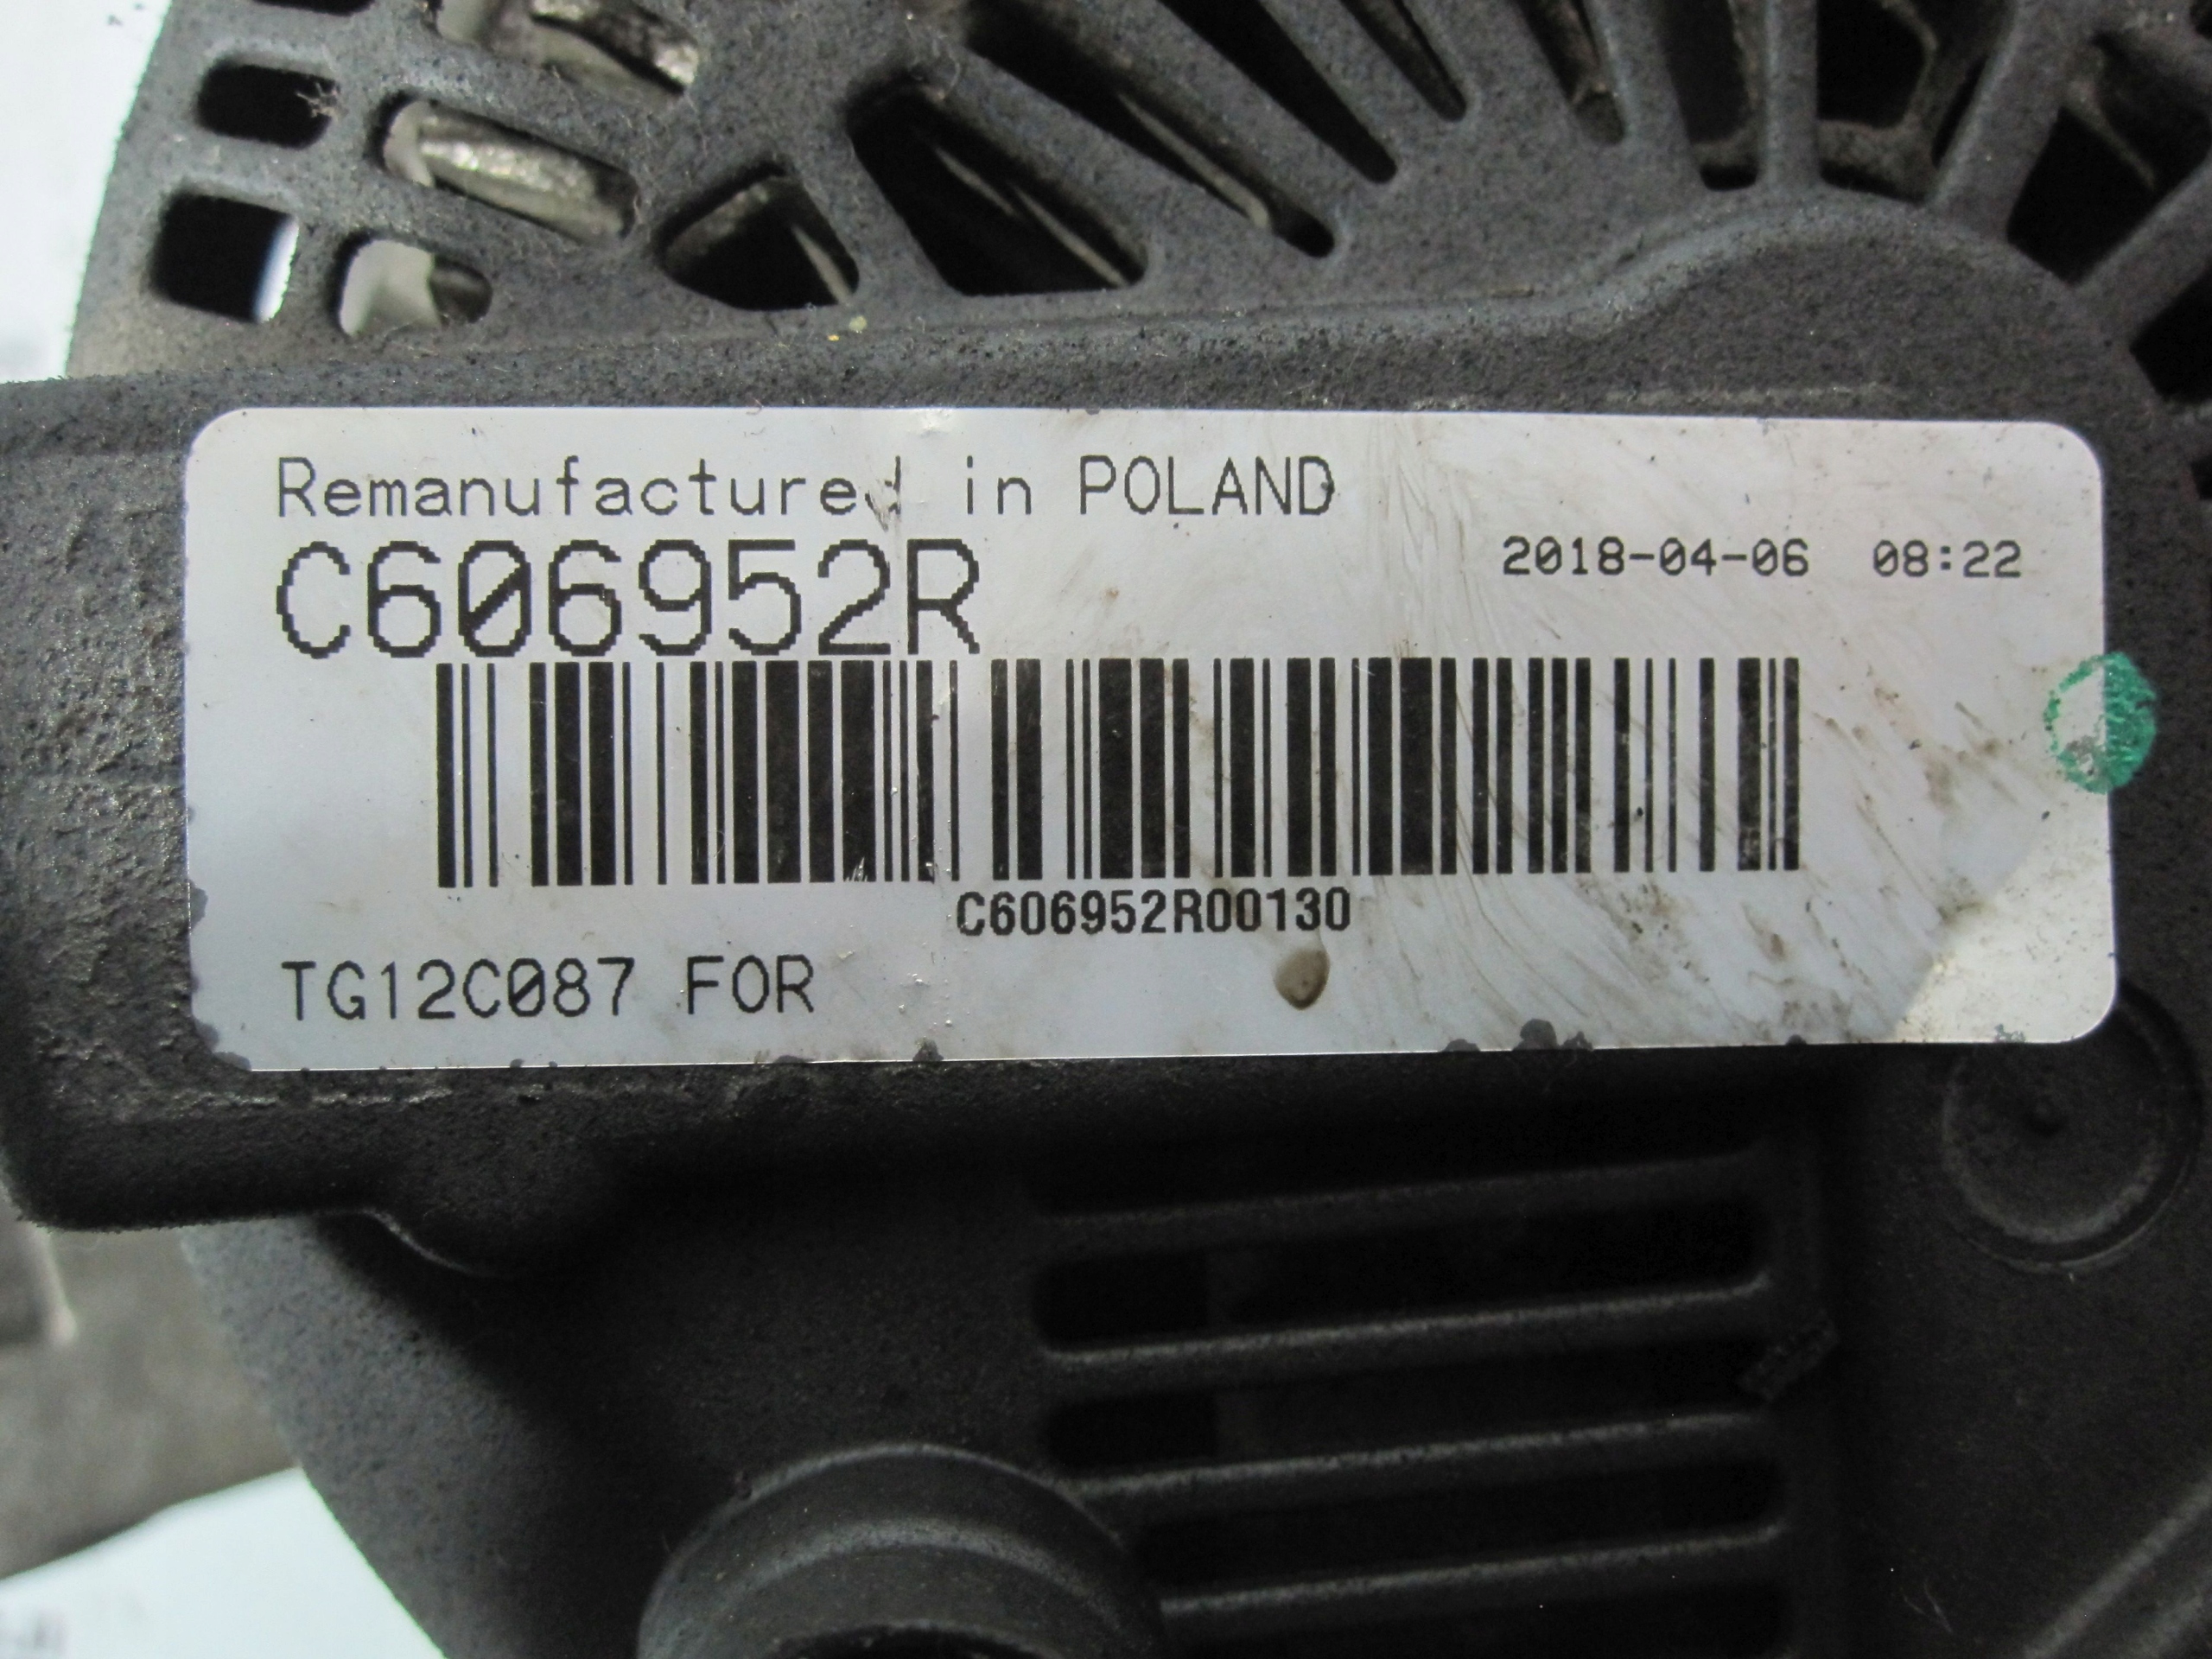 Remanufactured in POLAND
C606952R
2018-04-06 08:22
C606952R00130
TG12C087 FOR